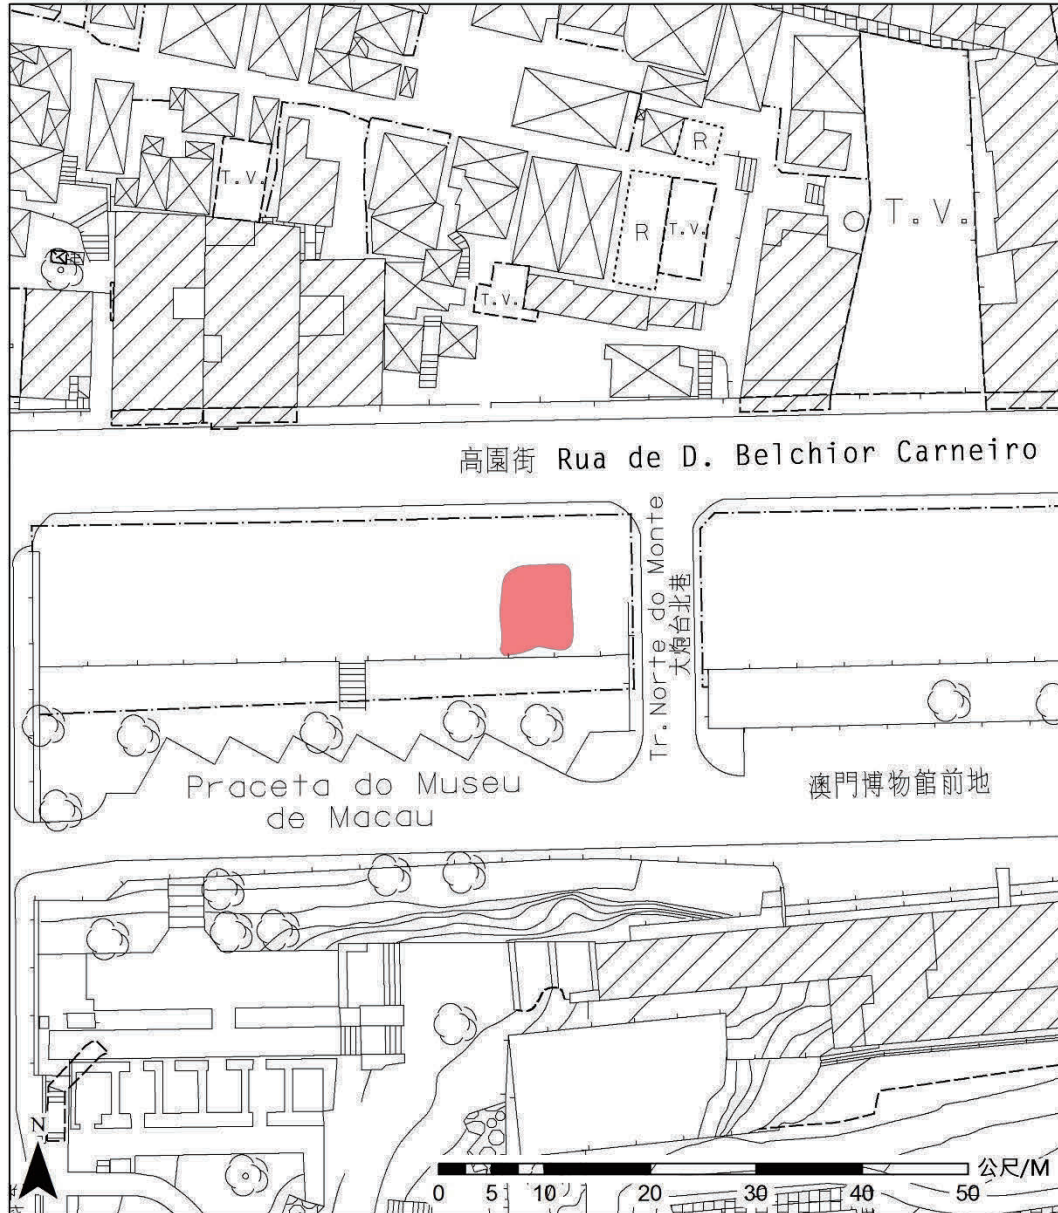 R
T.V.
T.V.
R
T.V.
T.V.
高園街 Rua de D. Belchior Carneiro
Tr. Norte do Monte
大炮台北巷
Praceta do Museu
de Macau
澳門博物館前地
N
公尺/M
0 5 10 20 30 40 50